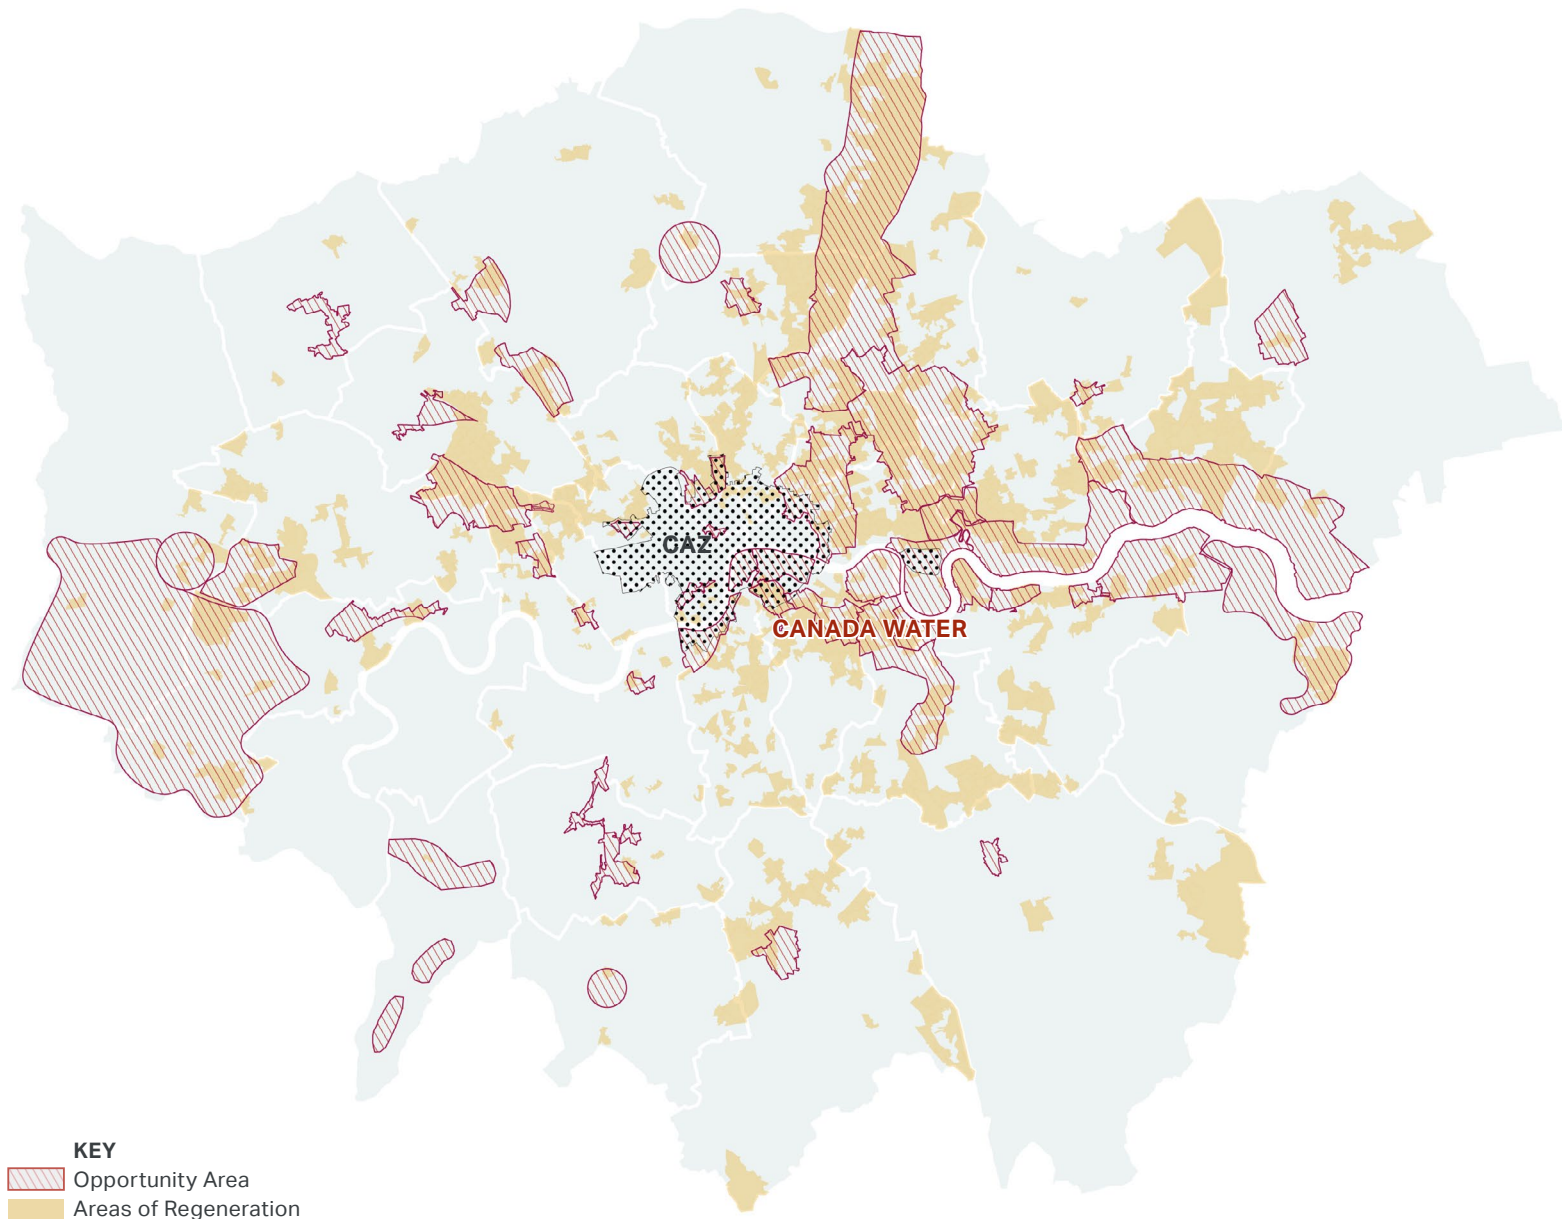 CAZ
CANADA WATER
KEY
Opportunity Area
Areas of Regeneration